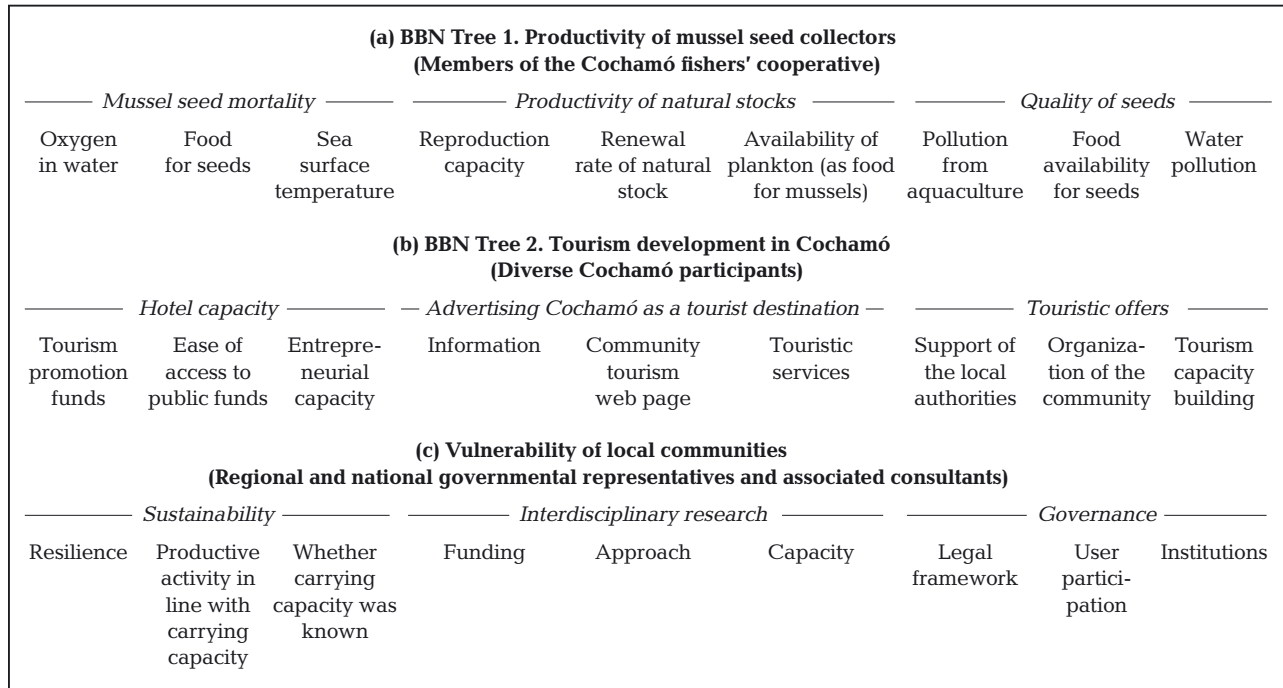 (a) BBN Tree 1. Productivity of mussel seed collectors
(Members of the Cochamó fishers' cooperative)
Mussel seed mortality Productivity of natural stocks Quality of seeds
Oxygen Food Sea Reproduction Renewal Availability of Pollution Food Water
in water for seeds surface capacity rate of natural plankton (as food from availability pollution
temperature stock for mussels) aquaculture for seeds
(b) BBN Tree 2. Tourism development in Cochamó
(Diverse Cochamó participants)
Hotel capacity Advertising Cochamó as a tourist destination Touristic offers
Tourism Ease of Entrepre- Information Community Touristic Support of Organiza- Tourism
promotion access to neurial tourism services the local tion of the capacity
funds public funds capacity web page authorities community building
(c) Vulnerability of local communities
(Regional and national governmental representatives and associated consultants)
Sustainability Interdisciplinary research Governance
Resilience Productive Whether Funding Approach Capacity Legal User Institutions
activity in carrying framework partici-
line with capacity was pation
carrying known
capacity